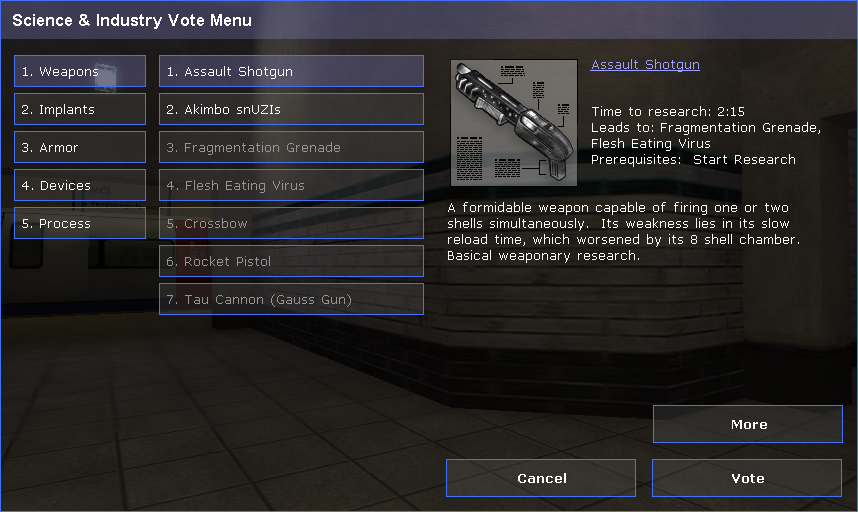 Science & Industry Vote Menu
1. Weapons
2. Implants
3. Armor
4. Devices
5. Process
1. Assault Shotgun
2. Akimbo snUZIs
3. Fragmentation Grenade
4. Flesh Eating Virus
5. Crossbow
6. Rocket Pistol
7. Tau Cannon (Gauss Gun)
Assault Shotgun
Time to research: 2:15
Leads to: Fragmentation Grenade,
Flesh Eating Virus
Prerequisites:  Start Research
A formidable weapon capable of firing one or two
shells simultaneously.  Its weakness lies in its slow
reload time, which worsened by its 8 shell chamber.
Basical weaponary research.
More
Cancel
Vote